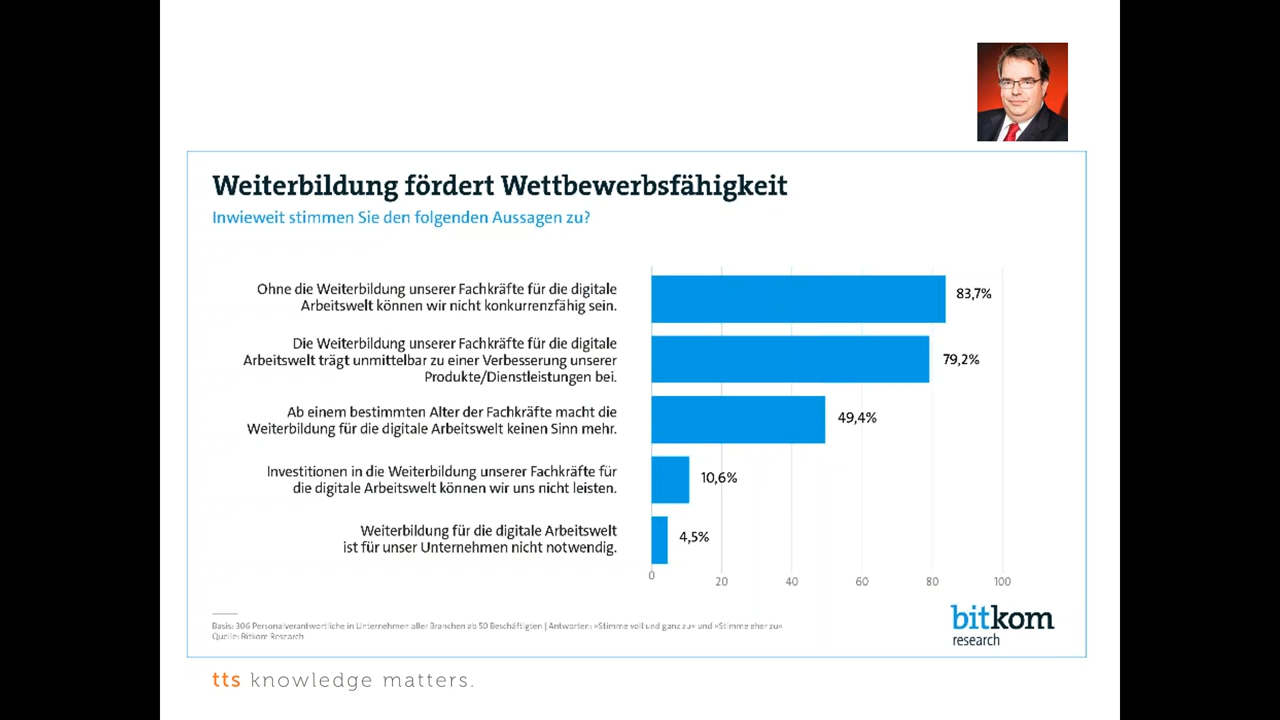 Weiterbildung fördert Wettbewerbsfähigkeit
Inwieweit stimmen Sie den folgenden Aussagen zu?
Ohne die Weiterbildung unserer Fachkräfte für die digitale
Arbeitswelt können wir nicht konkurrenzfähig sein.
83,7%
Die Weiterbildung unserer Fachkräfte für die digitale
Arbeitswelt trägt unmittelbar zu einer Verbesserung unserer
Produkte/Dienstleistungen bei.
79,2%
Ab einem bestimmten Alter der Fachkräfte macht die
Weiterbildung für die digitale Arbeitswelt keinen Sinn mehr.
49,4%
Investitionen in die Weiterbildung unserer Fachkräfte für
die digitale Arbeitswelt können wir uns nicht leisten.
10,6%
Weiterbildung für die digitale Arbeitswelt
ist für unser Unternehmen nicht notwendig.
4,5%
0 20 40 60 80 100
Basis: 306 Personalverantwortliche in Unternehmen aller Branchen ab 50 Beschäftigten | Antworten: »Stimme voll und ganz zu« und »Stimme eher zu«
Quelle: Bitkom Research
bitkom
research
tts knowledge matters.